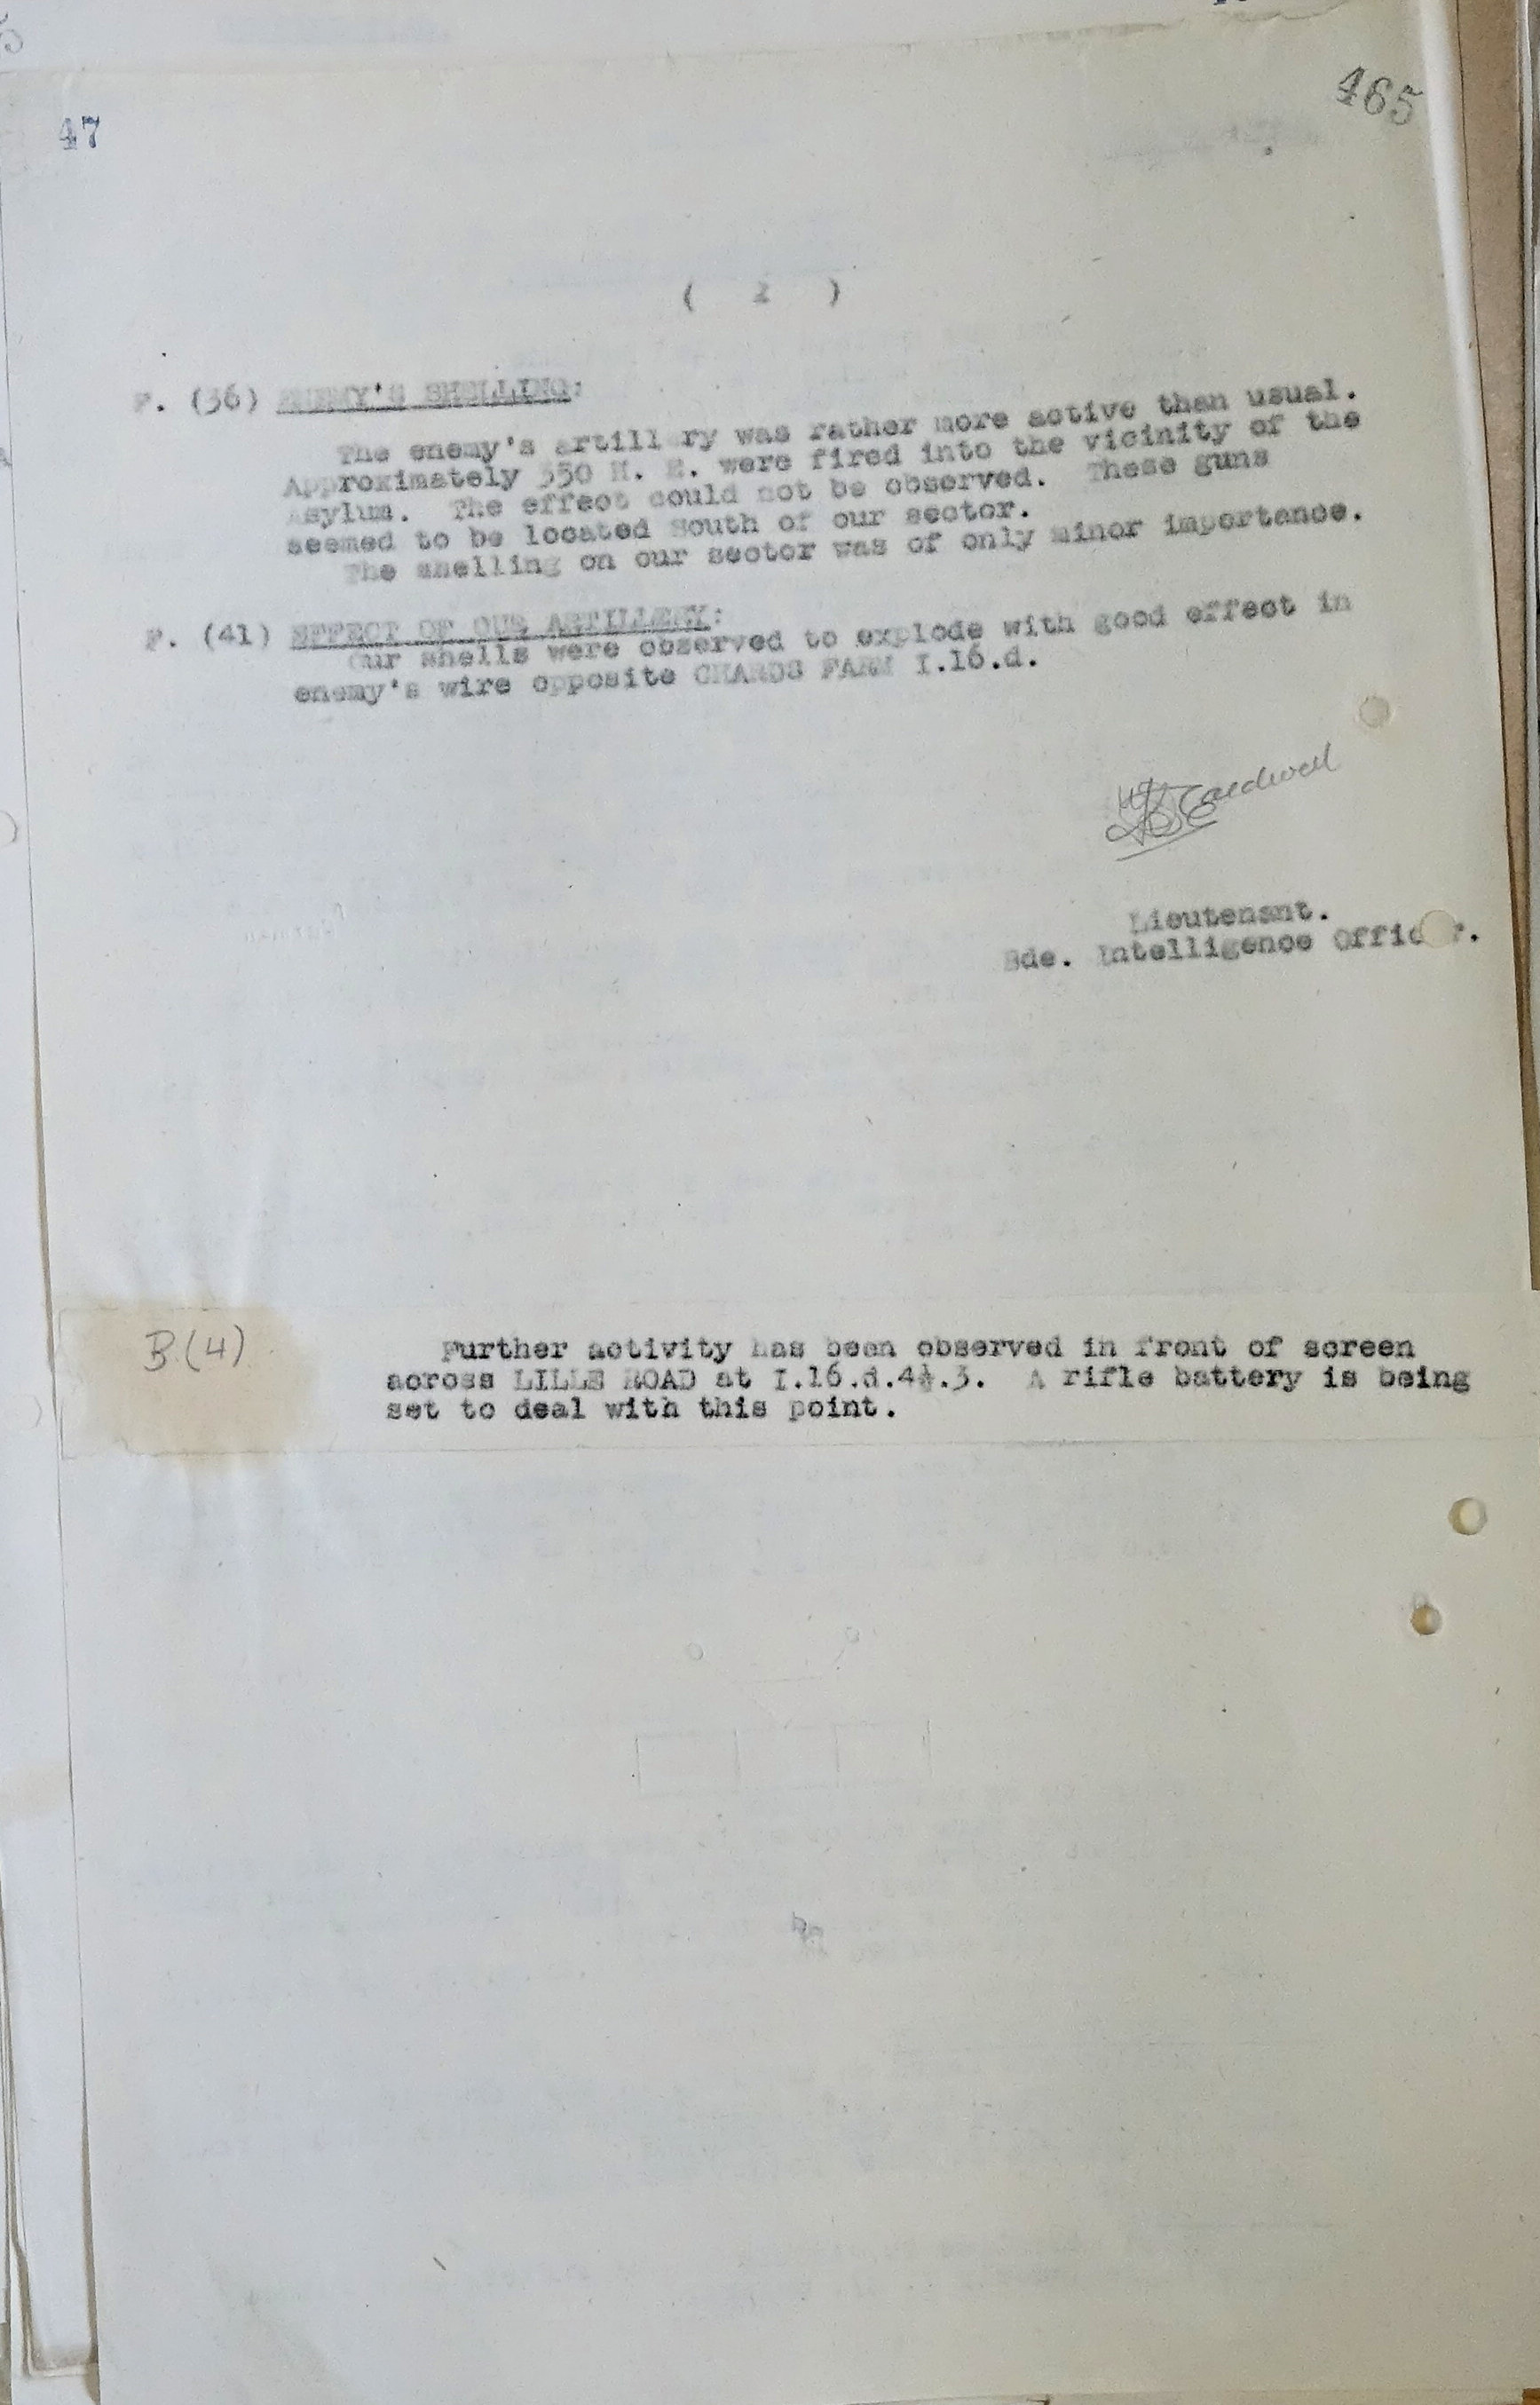 47
465
( 2 )
F. (36) ENEMY'S SHELLING:
The enemy's artillery was rather more active than usual.
Approximately 350 H. E. were fired into the vicinity of the
Asylum. The effect could not be observed. These guns
seemed to be located South of our sector.
The shelling on our sector was of only minor importance.
F. (41) EFFECT OF OUR ARTILLERY:
Our shells were observed to explode with good effect in
enemy's wire opposite CHARDS FARM I.16.d.
Caldwell
Lieutenant.
Bde. Intelligence Officer.
B.(4)
Further activity has been observed in front of screen
across LILLE ROAD at I.16.d.4½.3. A rifle battery is being
set to deal with this point.